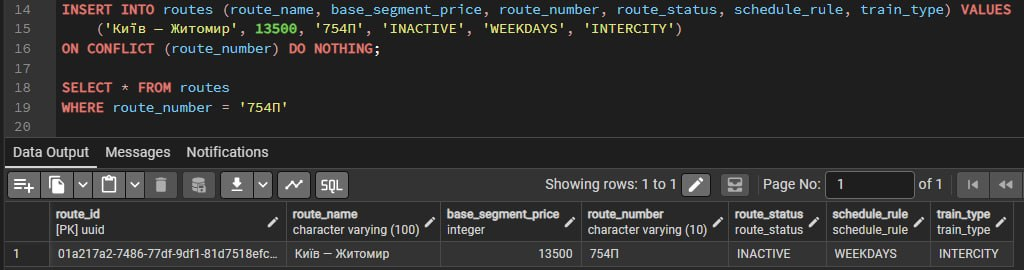 14 INSERT INTO routes (route_name, base_segment_price, route_number, route_status, schedule_rule, train_type) VALUES
15 ('Київ – Житомир', 13500, '754П', 'INACTIVE', 'WEEKDAYS', 'INTERCITY')
16 ON CONFLICT (route_number) DO NOTHING;
17
18 SELECT * FROM routes
19 WHERE route_number = '754П'
20
Data Output Messages Notifications
SQL Showing rows: 1 to 1 Page No: 1 of 1
route_id route_name base_segment_price route_number route_status schedule_rule train_type
[PK] uuid character varying (100) integer character varying (10) route_status schedule_rule train_type
1 01a217a2-7486-77df-9df1-81d7518efc... Київ – Житомир 13500 754П INACTIVE WEEKDAYS INTERCITY